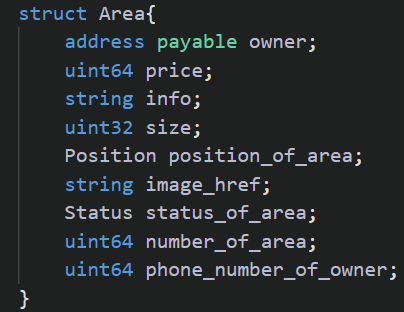 struct Area{
    address payable owner;
    uint64 price;
    string info;
    uint32 size;
    Position position_of_area;
    string image_href;
    Status status_of_area;
    uint64 number_of_area;
    uint64 phone_number_of_owner;
}